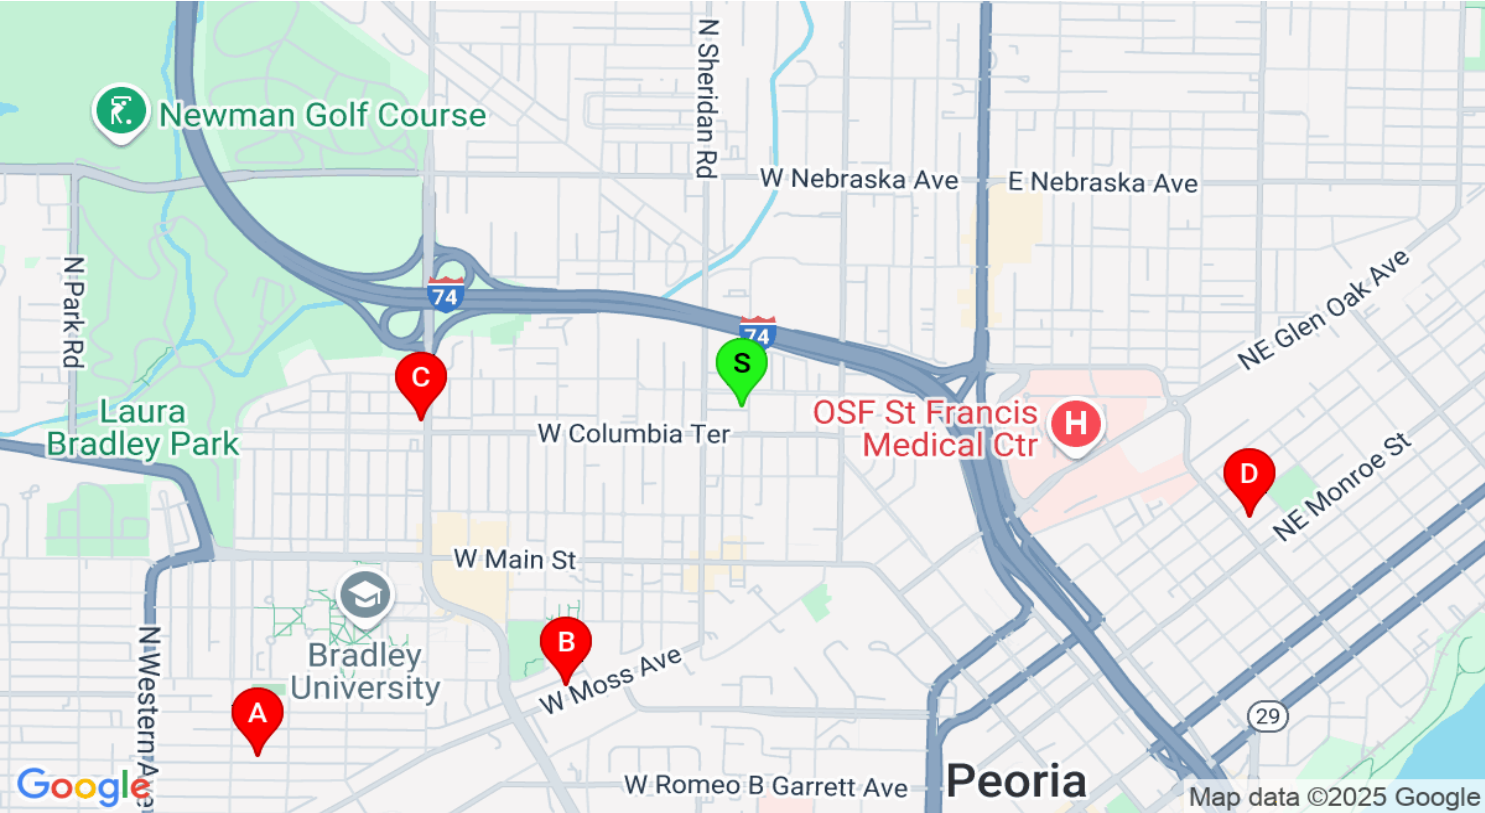 N Sheridan Rd
Newman Golf Course
W Nebraska Ave
E Nebraska Ave
N Park Rd
74
74
NE Glen Oak Ave
S
C
Laura
Bradley Park
W Columbia Ter
OSF St Francis
Medical Ctr
H
D
NE Monroe St
W Main St
B
Bradley
University
W Moss Ave
N Western Ave
A
29
Google
W Romeo B Garrett Ave
Peoria
Map data ©2025 Google